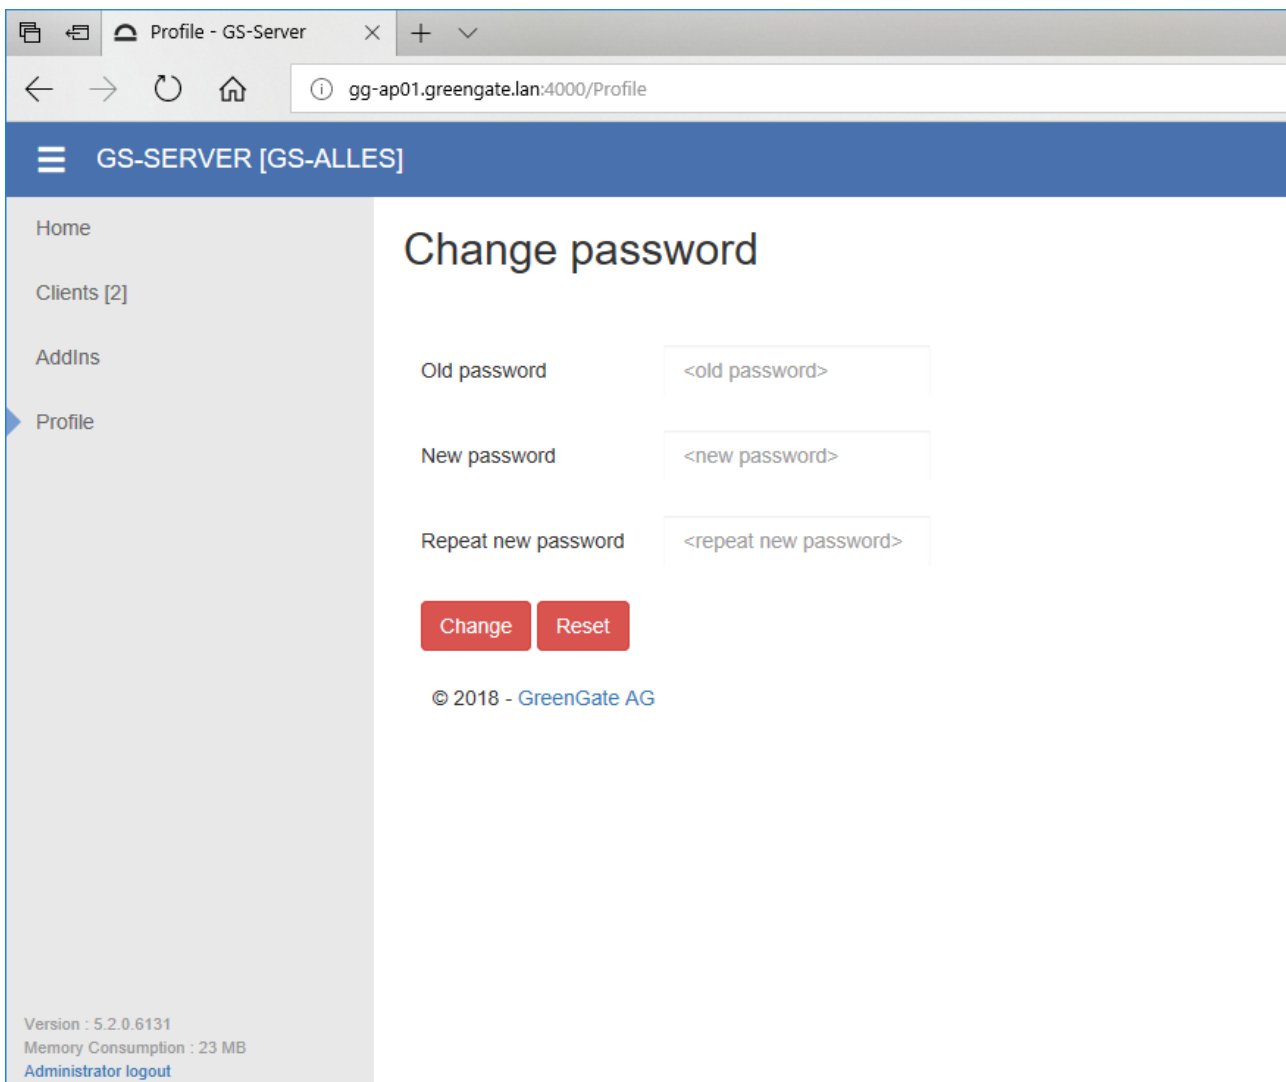 Profile - GS-Server
gg-ap01.greengate.lan:4000/Profile
GS-SERVER [GS-ALLES]
Home
Clients [2]
AddIns
Profile
Change password
Old password <old password>
New password <new password>
Repeat new password <repeat new password>
Change Reset
© 2018 - GreenGate AG
Version : 5.2.0.6131
Memory Consumption : 23 MB
Administrator logout